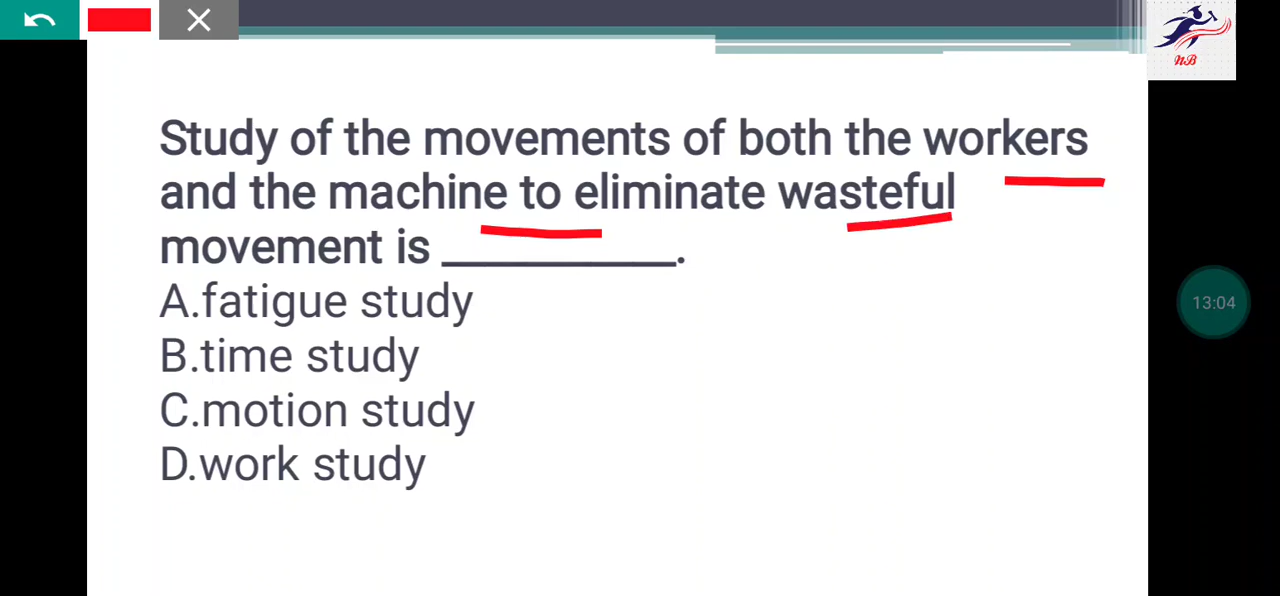 Study of the movements of both the workers
and the machine to eliminate wasteful
movement is __________.
A.fatigue study
B.time study
C.motion study
D.work study
13:04
NB